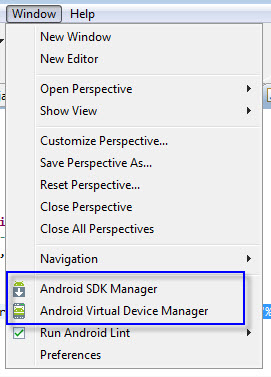 Window Help
New Window
New Editor
Open Perspective
Show View
Customize Perspective...
Save Perspective As...
Reset Perspective...
Close Perspective
Close All Perspectives
Navigation
Android SDK Manager
Android Virtual Device Manager
Run Android Lint
Preferences